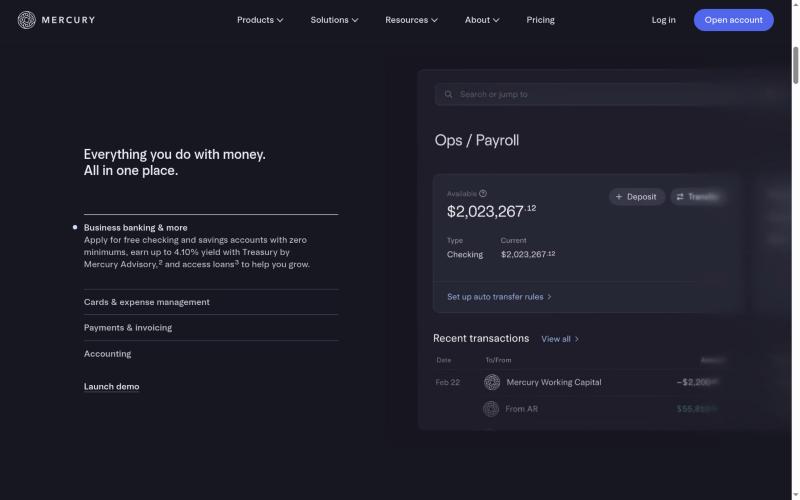 MERCURY
Products
Solutions
Resources
About
Pricing
Log in
Open account
Everything you do with money.
All in one place.
Business banking & more
Apply for free checking and savings accounts with zero
minimums, earn up to 4.10% yield with Treasury by
Mercury Advisory,² and access loans³ to help you grow.
Cards & expense management
Payments & invoicing
Accounting
Launch demo
Search or jump to
Ops / Payroll
Available
Deposit
$2,023,267.12
Type Current
Checking $2,023,267.12
Set up auto transfer rules
Recent transactions View all
Date To/From
Feb 22 Mercury Working Capital
From AR